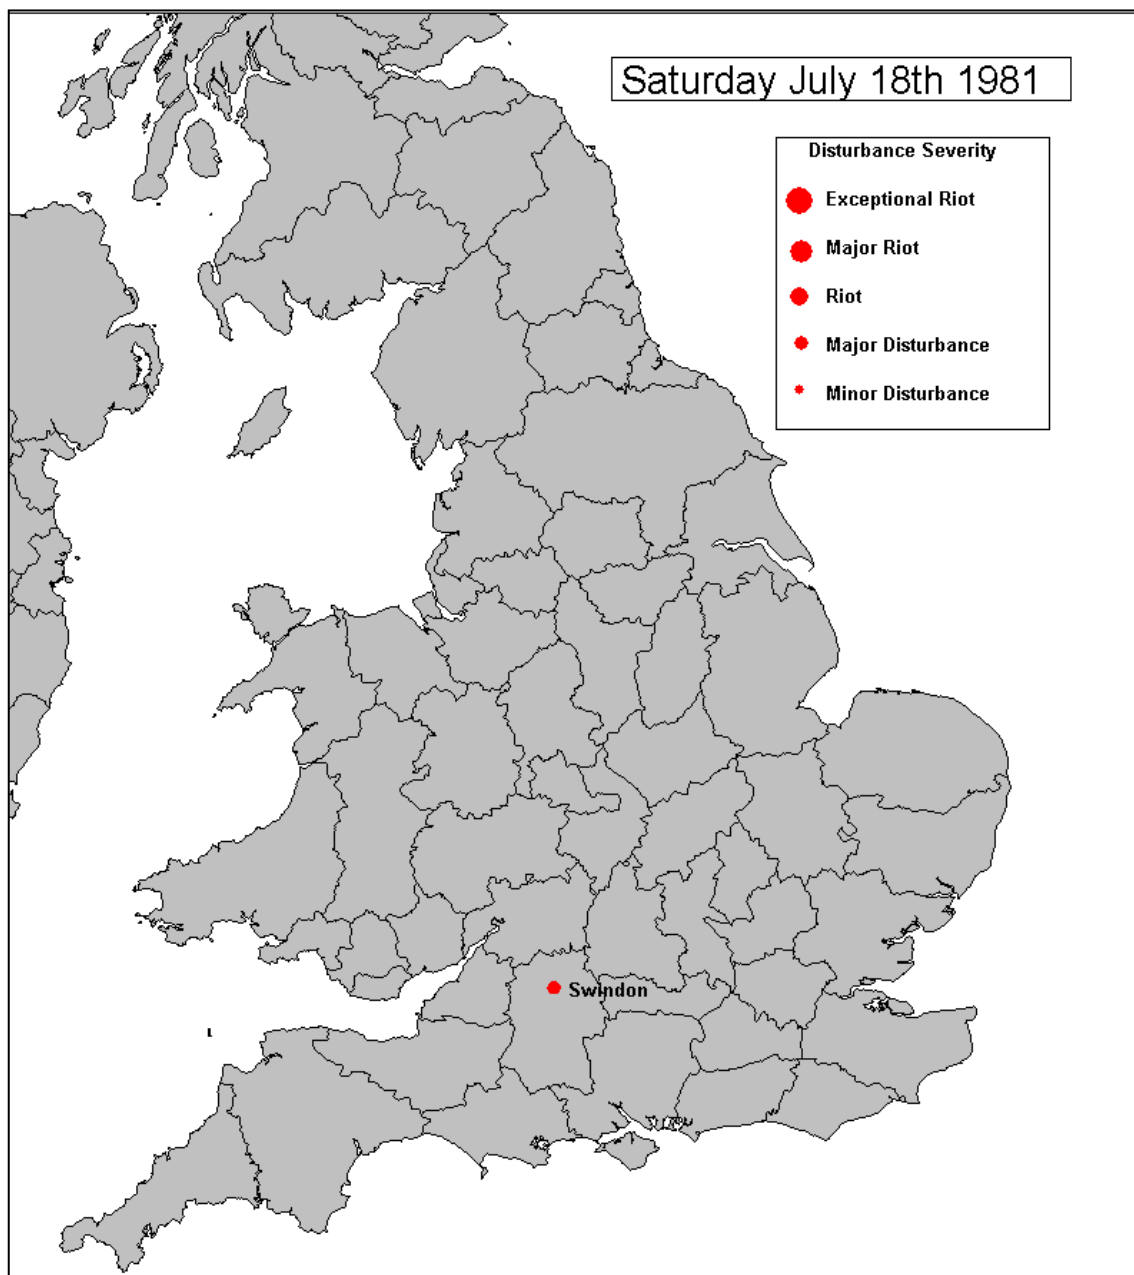 Saturday July 18th 1981
Disturbance Severity
Exceptional Riot
Major Riot
Riot
Major Disturbance
Minor Disturbance
Swindon